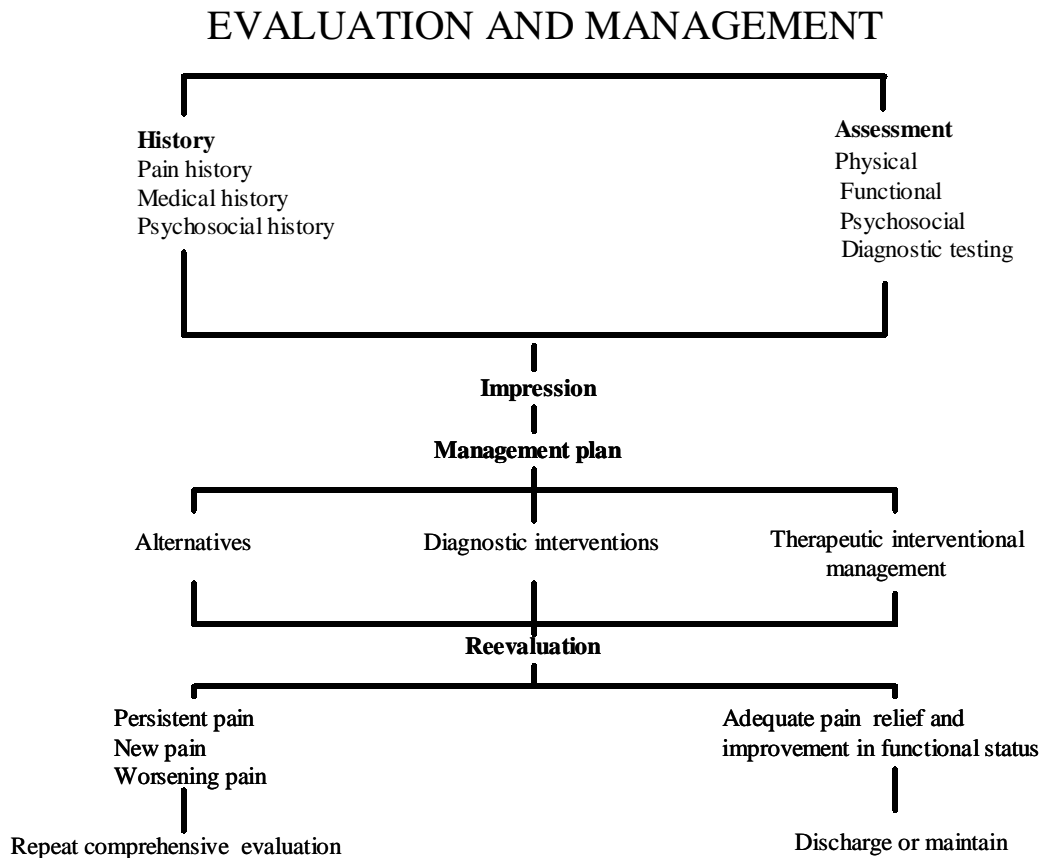 EVALUATION AND MANAGEMENT
History
Pain history
Medical history
Psychosocial history
Assessment
Physical
Functional
Psychosocial
Diagnostic testing
Impression
Management plan
Alternatives
Diagnostic interventions
Therapeutic interventional
management
Reevaluation
Persistent pain
New pain
Worsening pain
Adequate pain relief and
improvement in functional status
Repeat comprehensive evaluation
Discharge or maintain